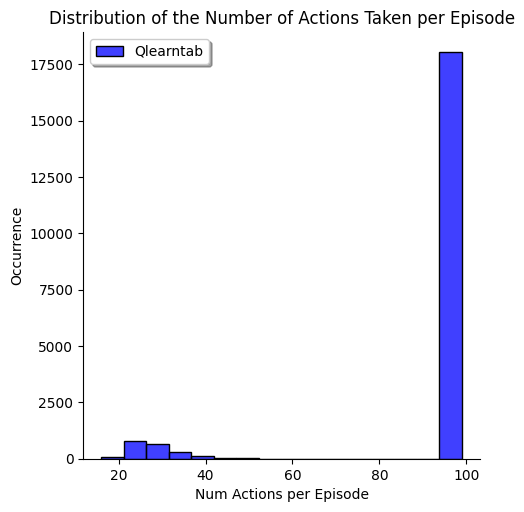 Distribution of the Number of Actions Taken per Episode
Qlearntab
17500
15000
12500
10000
7500
5000
2500
0
Occurrence
20 40 60 80 100
Num Actions per Episode